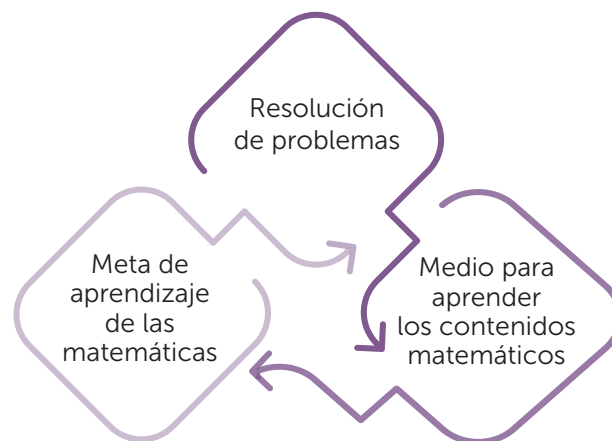 Resolución
de problemas
Meta de
aprendizaje
de las
matemáticas
Medio para
aprender
los contenidos
matemáticos